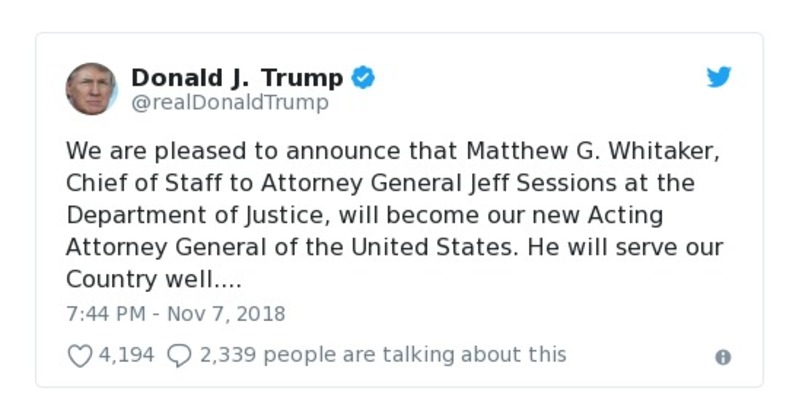 Donald J. Trump
@realDonaldTrump
We are pleased to announce that Matthew G. Whitaker,
Chief of Staff to Attorney General Jeff Sessions at the
Department of Justice, will become our new Acting
Attorney General of the United States. He will serve our
Country well....
7:44 PM - Nov 7, 2018
4,194 2,339 people are talking about this